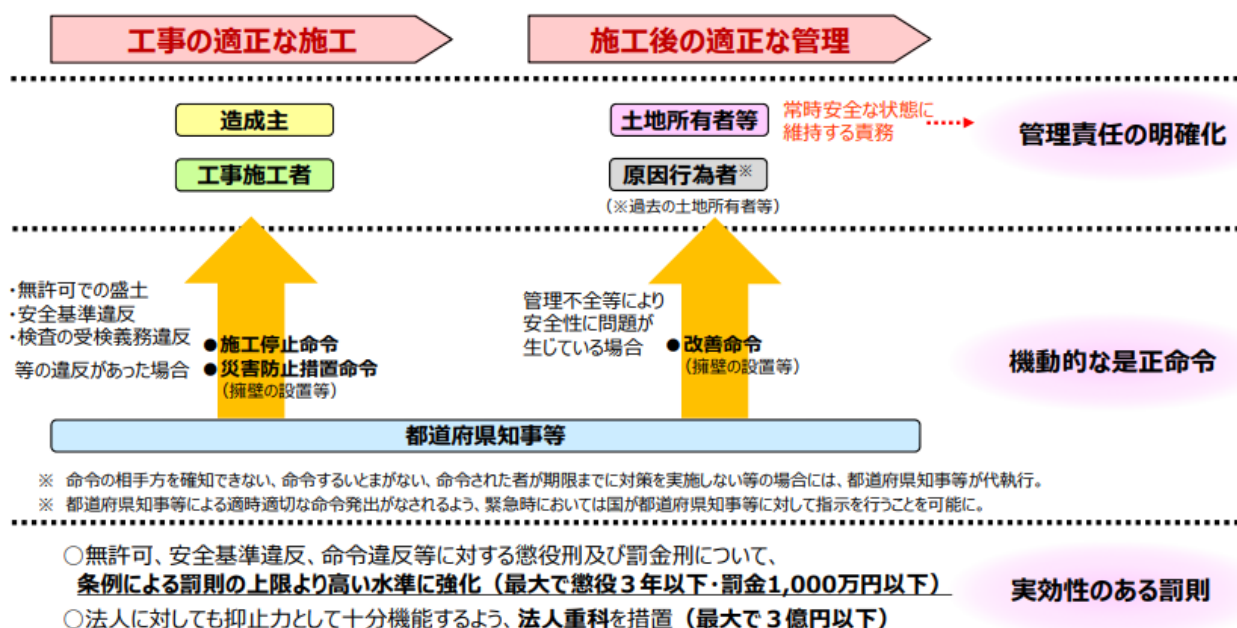 工事の適正な施工
施工後の適正な管理
造成主
工事施工者
土地所有者等
常時安全な状態に
維持する責務
原因行為者※
(※過去の土地所有者等)
管理責任の明確化
・無許可での盛土
・安全基準違反
・検査の受検義務違反
等の違反があった場合
●施工停止命令
●災害防止措置命令
(擁壁の設置等)
管理不全等により
安全性に問題が
生じている場合
●改善命令
(擁壁の設置等)
機動的な是正命令
都道府県知事等
※ 命令の相手方を確知できない、命令するいとまがない、命令された者が期限までに対策を実施しない等の場合には、都道府県知事等が代執行。
※ 都道府県知事等による適時適切な命令発出がなされるよう、緊急時においては国が都道府県知事等に対して指示を行うことを可能に。
○無許可、安全基準違反、命令違反等に対する懲役刑及び罰金刑について、
条例による罰則の上限より高い水準に強化（最大で懲役３年以下・罰金1,000万円以下）
○法人に対しても抑止力として十分機能するよう、法人重科を措置（最大で３億円以下）
実効性のある罰則